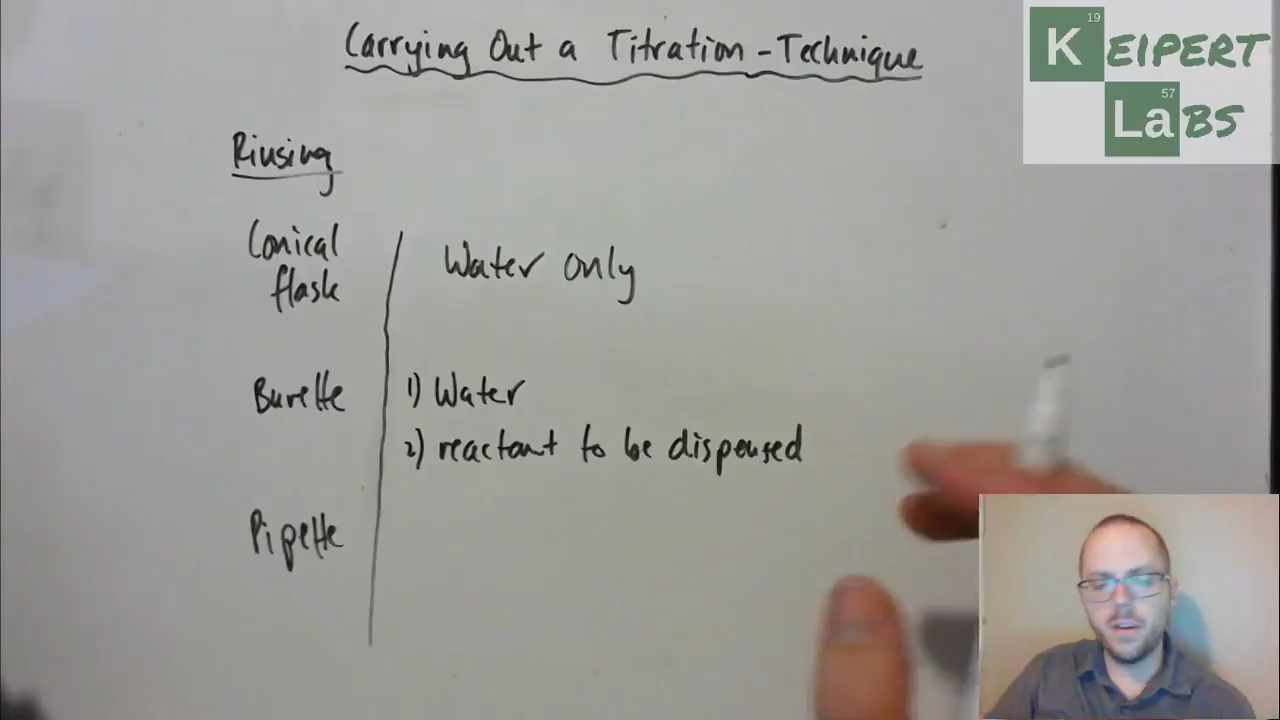 Carrying Out a Titration - Technique
19
KEIPERT
57
LaBS
Rinsing
Conical
flask
Water only
Burette
1) Water
2) reactant to be dispensed
Pipette